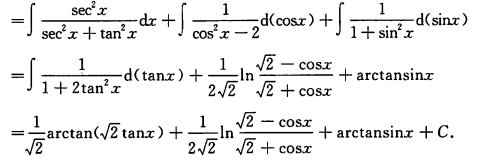 =∫ sec²x/(sec²x+tan²x) dx + ∫ 1/(cos²x−2) d(cosx) + ∫ 1/(1+sin²x) d(sinx)
=∫ 1/(1+2tan²x) d(tanx) + 1/(2√2) ln (√2−cosx)/(√2+cosx) + arctansinx
=1/√2 arctan(√2 tanx) + 1/(2√2) ln (√2−cosx)/(√2+cosx) + arctansinx + C.